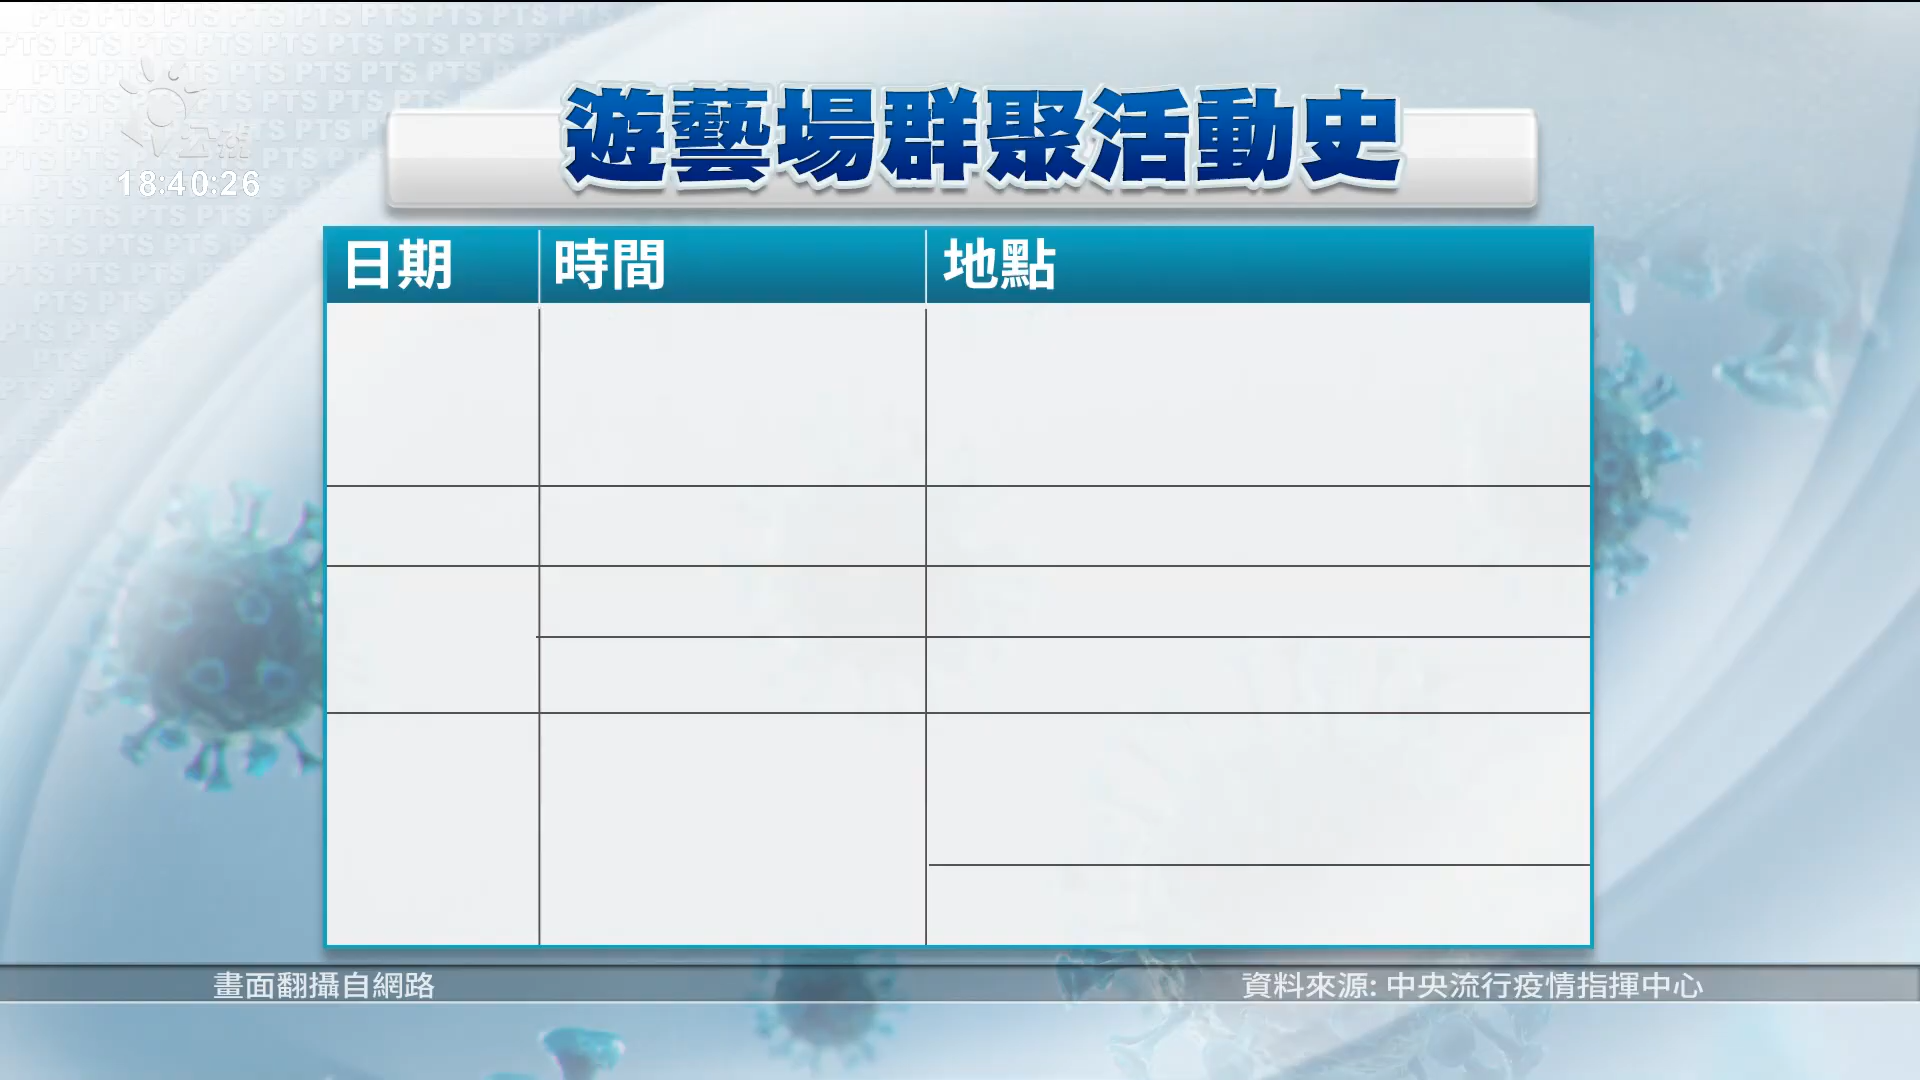 遊藝場群聚活動史
公視
18:40:26
日期 時間 地點
畫面翻攝自網路
資料來源: 中央流行疫情指揮中心